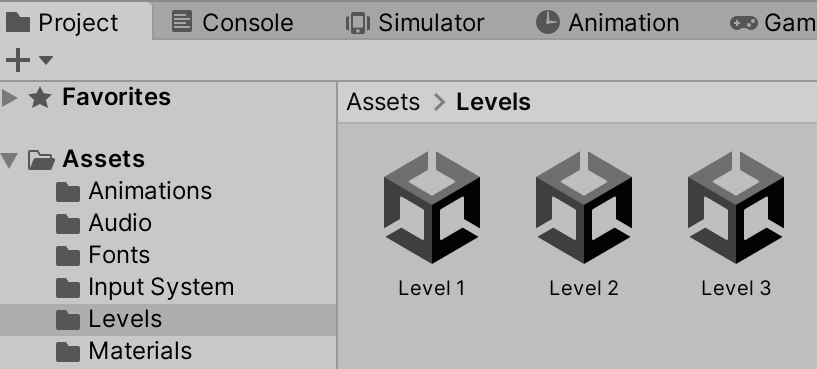 Project Console Simulator Animation Gam
Favorites
Assets
Animations
Audio
Fonts
Input System
Levels
Materials
Assets > Levels
Level 1 Level 2 Level 3